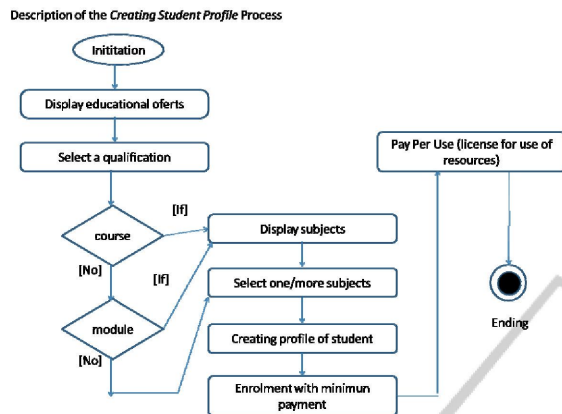 Description of the Creating Student Profile Process
Inititation
Display educational oferts
Select a qualification
Pay Per Use (license for use of
resources)
[If]
course
Display subjects
[No]
[If]
Select one/more subjects
module
Ending
[No]
Creating profile of student
Enrolment with minimun
payment